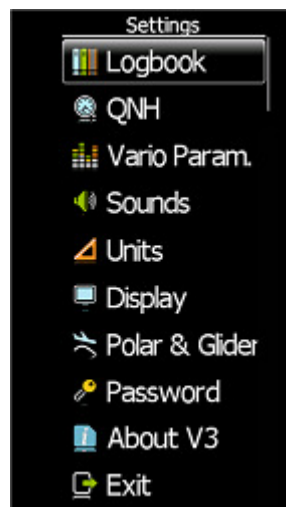 Settings
Logbook
QNH
Vario Param.
Sounds
Units
Display
Polar & Glider
Password
About V3
Exit